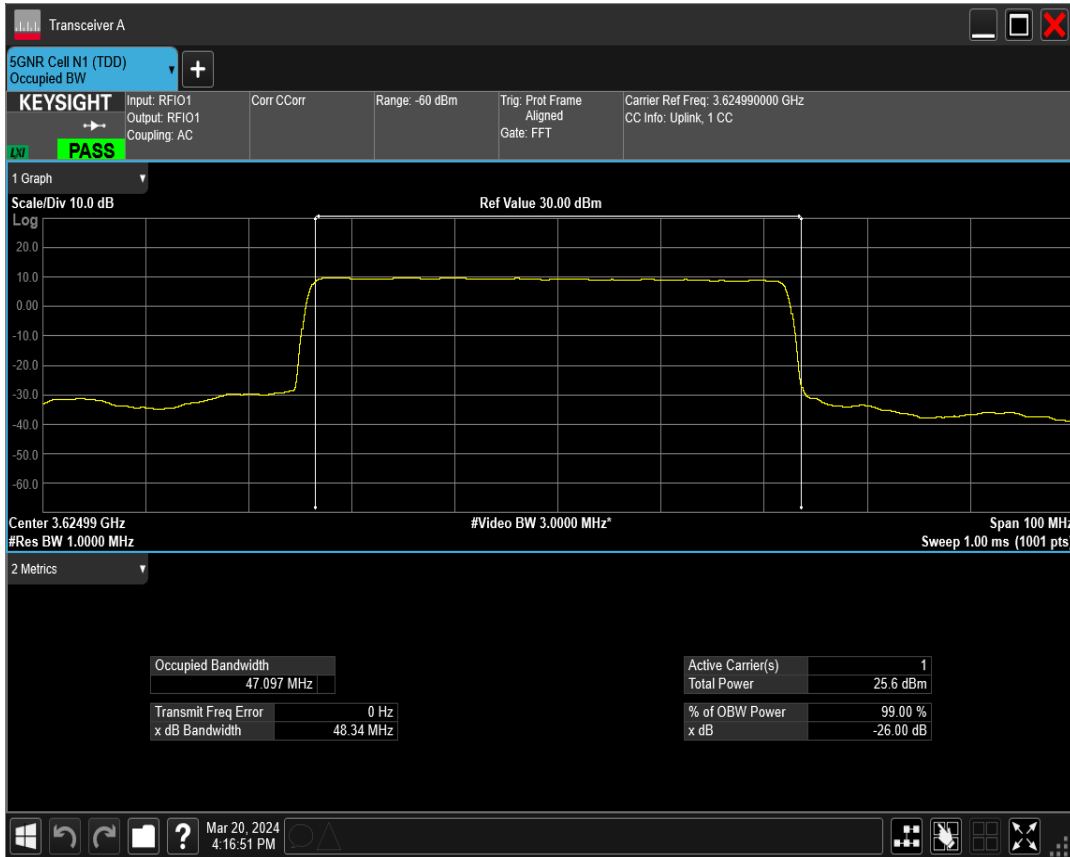 Transceiver A
5GNR Cell N1 (TDD)
Occupied BW
+
KEYSIGHT
LXI
PASS
Input: RFIO1
Output: RFIO1
Coupling: AC
Corr CCorr
Range: -60 dBm
Trig: Prot Frame
Aligned
Gate: FFT
Carrier Ref Freq: 3.624990000 GHz
CC Info: Uplink, 1 CC
1 Graph
Scale/Div 10.0 dB
Ref Value 30.00 dBm
Log
20.0
10.0
0.00
-10.0
-20.0
-30.0
-40.0
-50.0
-60.0
Center 3.62499 GHz
#Video BW 3.0000 MHz*
Span 100 MHz
#Res BW 1.0000 MHz
Sweep 1.00 ms (1001 pts)
2 Metrics
Occupied Bandwidth
47.097 MHz
Transmit Freq Error 0 Hz
x dB Bandwidth 48.34 MHz
Active Carrier(s) 1
Total Power 25.6 dBm
% of OBW Power 99.00 %
x dB -26.00 dB
?
Mar 20, 2024
4:16:51 PM